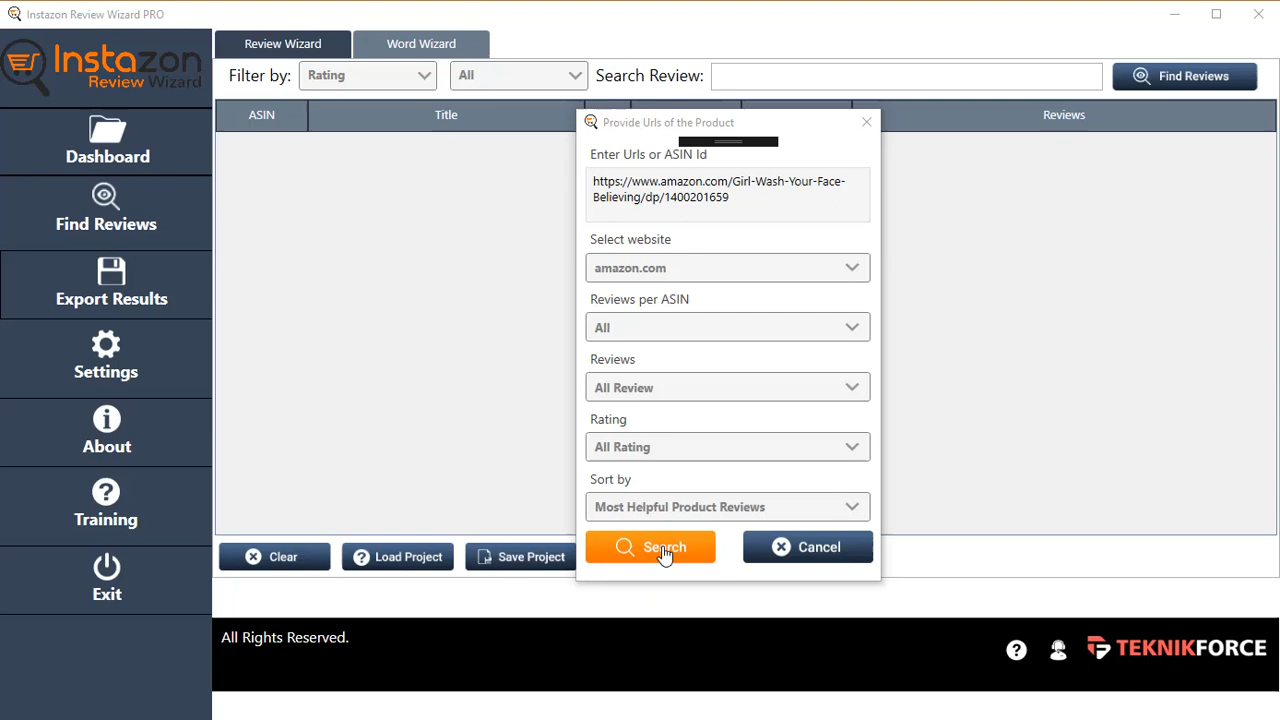 Instazon Review Wizard PRO
Instazon
Review Wizard
Dashboard
Find Reviews
Export Results
Settings
About
Training
Exit
Review Wizard
Word Wizard
Filter by:
Rating
All
Search Review:
Find Reviews
ASIN
Title
Reviews
Provide Urls of the Product
Enter Urls or ASIN Id
https://www.amazon.com/Girl-Wash-Your-Face-
Believing/dp/1400201659
Select website
amazon.com
Reviews per ASIN
All
Reviews
All Review
Rating
All Rating
Sort by
Most Helpful Product Reviews
Search
Cancel
Clear
Load Project
Save Project
All Rights Reserved.
TEKNIKFORCE